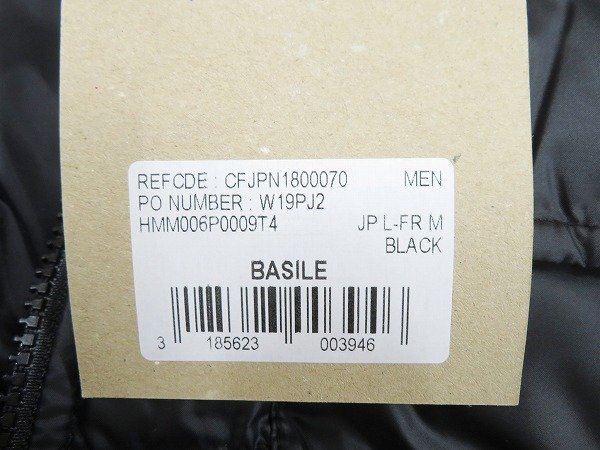 REFCDE : CFJPN1800070 MEN
PO NUMBER : W19PJ2
HMM006P0009T4 JP L-FR M
BLACK
BASILE
3 185623 003946